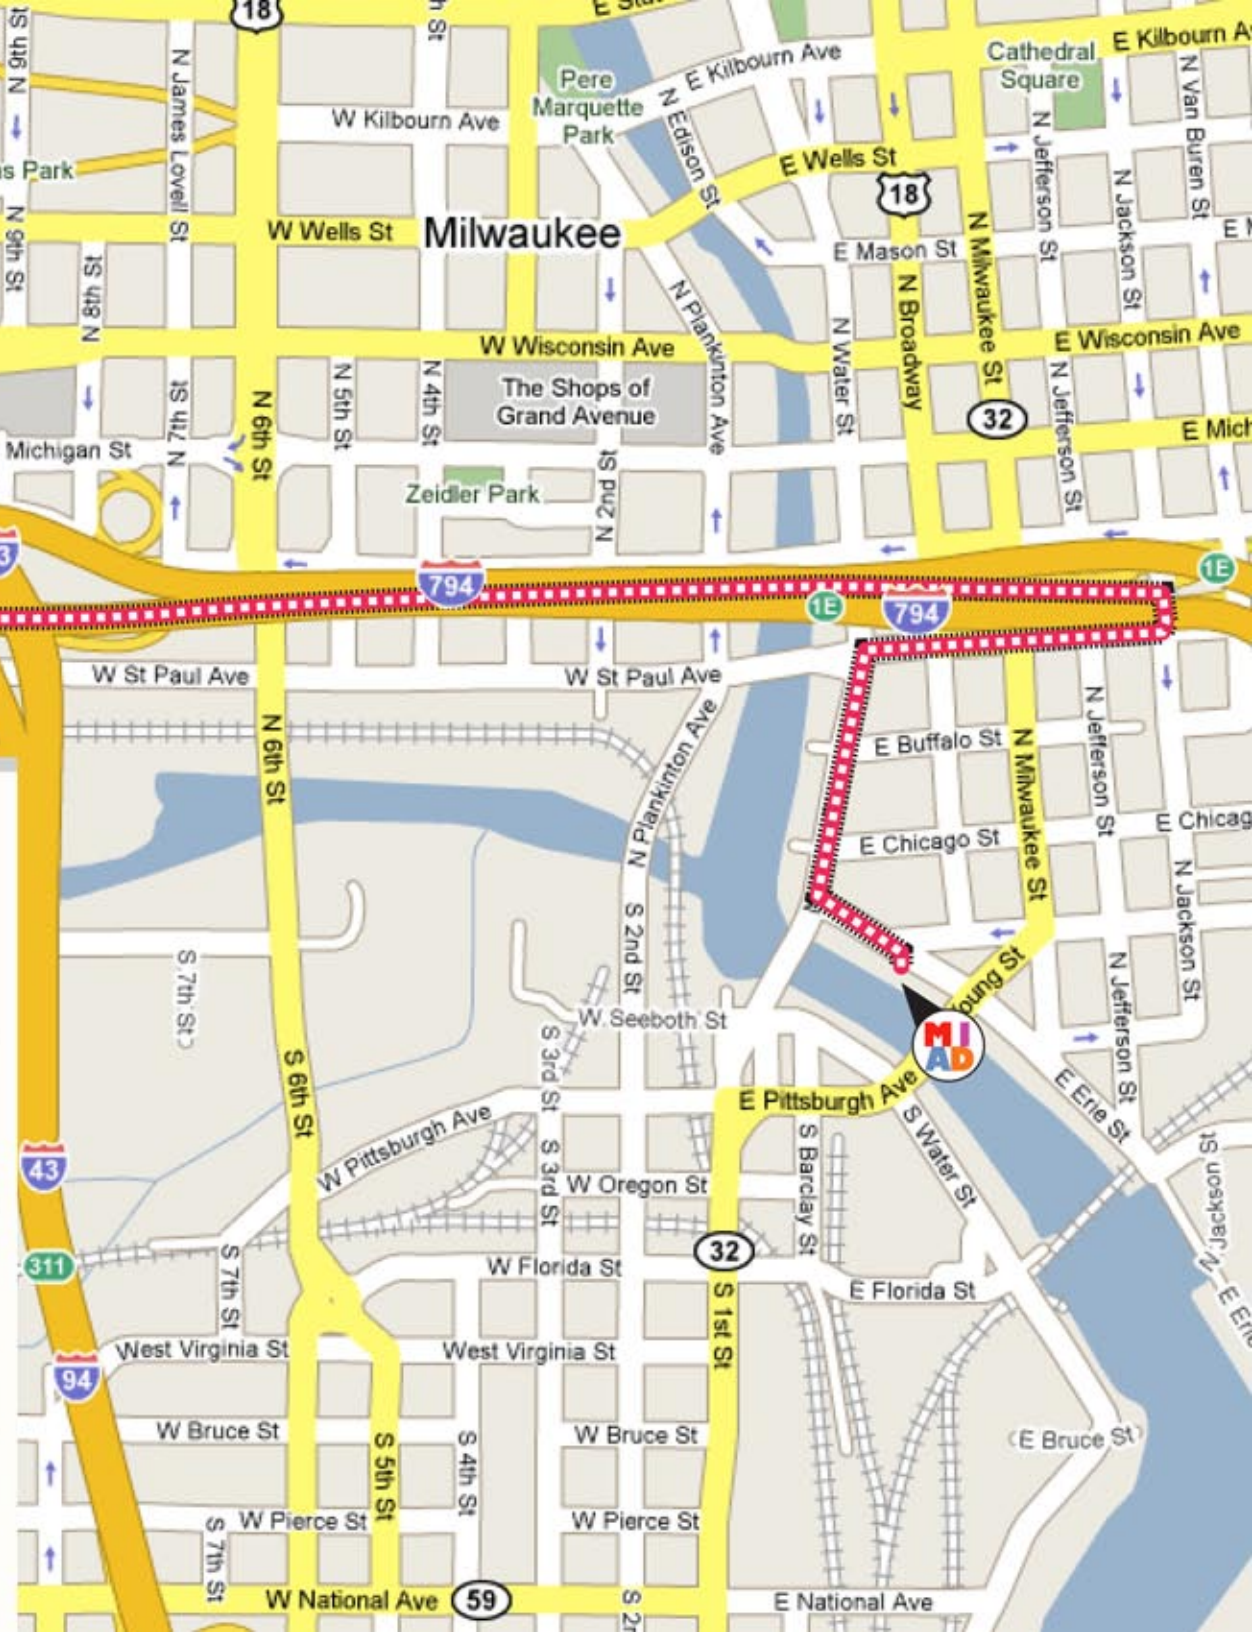 18
N 9th St
N James Lovell St
W Kilbourn Ave
Pere
Marquette
Park
E Kilbourn Ave
Cathedral
Square
N Edison St
E Wells St
18
N Jefferson St
N Jackson St
N Van Buren St
N 9th St
W Wells St
Milwaukee
N 8th St
E Mason St
N Milwaukee St
N Broadway
N Plankinton Ave
N Water St
W Wisconsin Ave
E Wisconsin Ave
The Shops of
Grand Avenue
N 7th St
N 6th St
N 5th St
N 4th St
N 2nd St
32
N Jefferson St
Michigan St
E Mich
Zeidler Park
794
1E
794
1E
W St Paul Ave
W St Paul Ave
N 6th St
N Plankinton Ave
E Buffalo St
N Milwaukee St
N Jefferson St
E Chicago St
E Chicag
N Jackson St
S 7th St
S 2nd St
W Seeboth St
Young St
N Jefferson St
MI
AD
S 3rd St
S 6th St
E Pittsburgh Ave
E Erie St
W Pittsburgh Ave
S 3rd St
S Barclay St
S Water St
W Oregon St
N Jackson St
43
311
S 7th St
W Florida St
32
E Florida St
S 1st St
West Virginia St
West Virginia St
94
W Bruce St
S 5th St
S 4th St
W Bruce St
E Bruce St
S 7th St
W Pierce St
W Pierce St
W National Ave
59
E National Ave